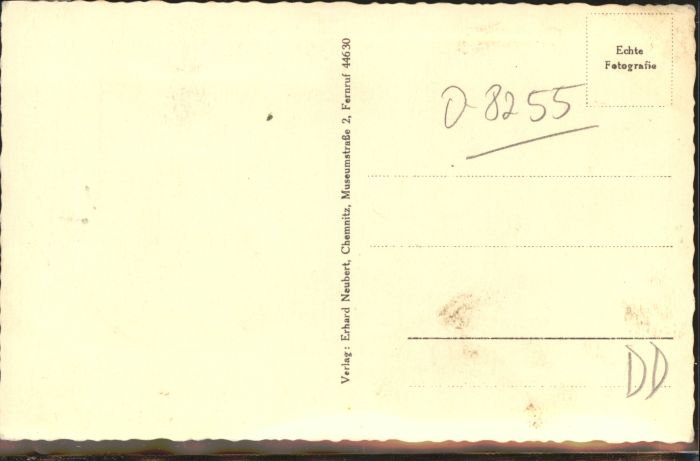 Echte
Fotografie
O-8255
Verlag: Erhard Neubert, Chemnitz, Museumstraße 2, Fernruf 44630
DD